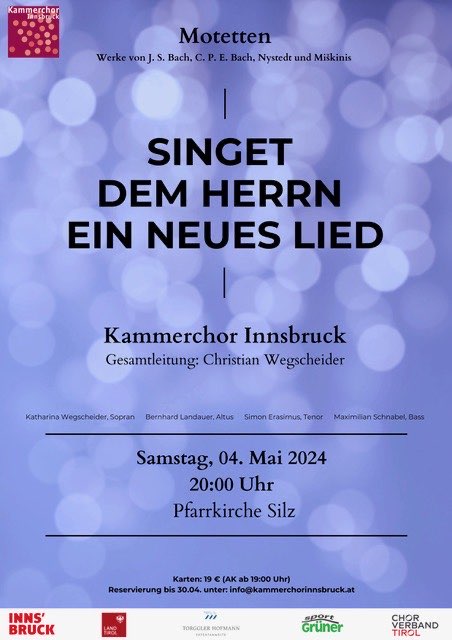 Kammerchor
Innsbruck
Motetten
Werke von J. S. Bach, C. P. E. Bach, Nystedt und Miškinis
SINGET
DEM HERRN
EIN NEUES LIED
Kammerchor Innsbruck
Gesamtleitung: Christian Wegscheider
Katharina Wegscheider, Sopran Bernhard Landauer, Altus Simon Erasimus, Tenor Maximilian Schnabel, Bass
Samstag, 04. Mai 2024
20:00 Uhr
Pfarrkirche Silz
Karten: 19 € (AK ab 19:00 Uhr)
Reservierung bis 30.04. unter: info@kammerchorinnsbruck.at
INNS'
BRUCK
LAND
TIROL
TORGGLER HOFMANN
sport
Grüner
CHOR
VERBAND
TIROL